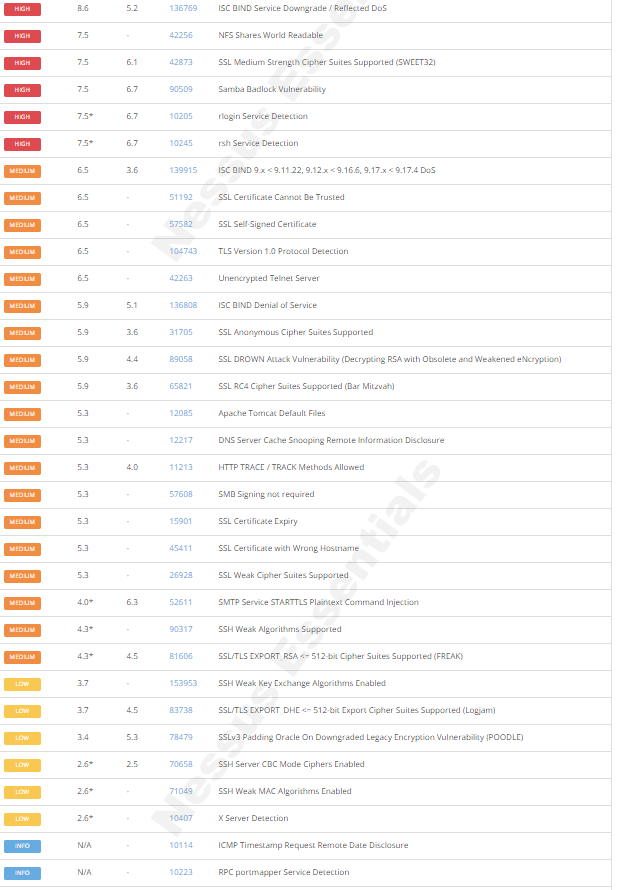 HIGH 8.6 5.2 136769 ISC BIND Service Downgrade / Reflected DoS
HIGH 7.5 - 42256 NFS Shares World Readable
HIGH 7.5 6.1 42873 SSL Medium Strength Cipher Suites Supported (SWEET32)
HIGH 7.5 6.7 90509 Samba Badlock Vulnerability
HIGH 7.5* 6.7 10205 rlogin Service Detection
HIGH 7.5* 6.7 10245 rsh Service Detection
MEDIUM 6.5 3.6 139915 ISC BIND 9.x < 9.11.22, 9.12.x < 9.16.6, 9.17.x < 9.17.4 DoS
MEDIUM 6.5 - 51192 SSL Certificate Cannot Be Trusted
MEDIUM 6.5 - 57582 SSL Self-Signed Certificate
MEDIUM 6.5 - 104743 TLS Version 1.0 Protocol Detection
MEDIUM 6.5 - 42263 Unencrypted Telnet Server
MEDIUM 5.9 5.1 136808 ISC BIND Denial of Service
MEDIUM 5.9 3.6 31705 SSL Anonymous Cipher Suites Supported
MEDIUM 5.9 4.4 89058 SSL DROWN Attack Vulnerability (Decrypting RSA with Obsolete and Weakened eNcryption)
MEDIUM 5.9 3.6 65821 SSL RC4 Cipher Suites Supported (Bar Mitzvah)
MEDIUM 5.3 - 12085 Apache Tomcat Default Files
MEDIUM 5.3 - 12217 DNS Server Cache Snooping Remote Information Disclosure
MEDIUM 5.3 4.0 11213 HTTP TRACE / TRACK Methods Allowed
MEDIUM 5.3 - 57608 SMB Signing not required
MEDIUM 5.3 - 15901 SSL Certificate Expiry
MEDIUM 5.3 - 45411 SSL Certificate with Wrong Hostname
MEDIUM 5.3 - 26928 SSL Weak Cipher Suites Supported
MEDIUM 4.0* 6.3 52611 SMTP Service STARTTLS Plaintext Command Injection
MEDIUM 4.3* - 90317 SSH Weak Algorithms Supported
MEDIUM 4.3* 4.5 81606 SSL/TLS EXPORT_RSA <= 512-bit Cipher Suites Supported (FREAK)
LOW 3.7 - 153953 SSH Weak Key Exchange Algorithms Enabled
LOW 3.7 4.5 83738 SSL/TLS EXPORT_DHE <= 512-bit Export Cipher Suites Supported (Logjam)
LOW 3.4 5.3 78479 SSLv3 Padding Oracle On Downgraded Legacy Encryption Vulnerability (POODLE)
LOW 2.6* 2.5 70658 SSH Server CBC Mode Ciphers Enabled
LOW 2.6* - 71049 SSH Weak MAC Algorithms Enabled
LOW 2.6* - 10407 X Server Detection
INFO N/A - 10114 ICMP Timestamp Request Remote Date Disclosure
INFO N/A - 10223 RPC portmapper Service Detection
Nessus Esse
Nessus Essentials